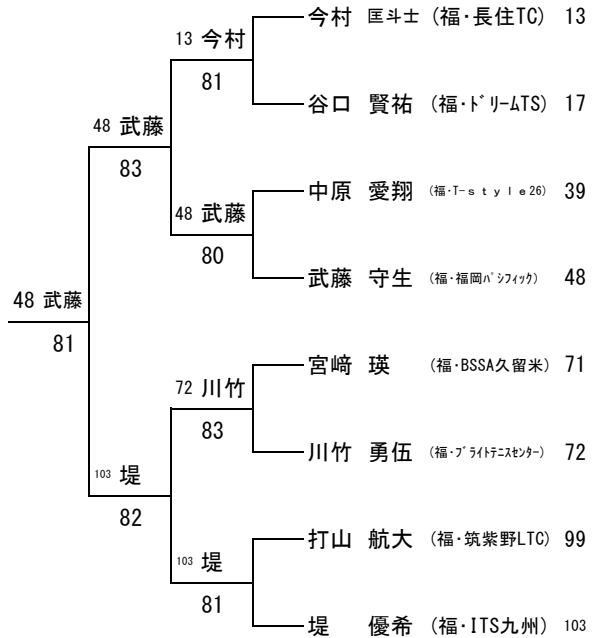 今村 匡斗士 (福・長住TC) 13
13 今村
81
谷口 賢祐 (福・ドリームTS) 17
48 武藤
83
中原 愛翔 (福・T-style26) 39
48 武藤
80
武藤 守生 (福・福岡パシフィック) 48
48 武藤
81
宮﨑 瑛 (福・BSSA久留米) 71
72 川竹
83
川竹 勇伍 (福・ブライトテニスセンター) 72
103 堤
82
打山 航大 (福・筑紫野LTC) 99
103 堤
81
堤 優希 (福・ITS九州) 103